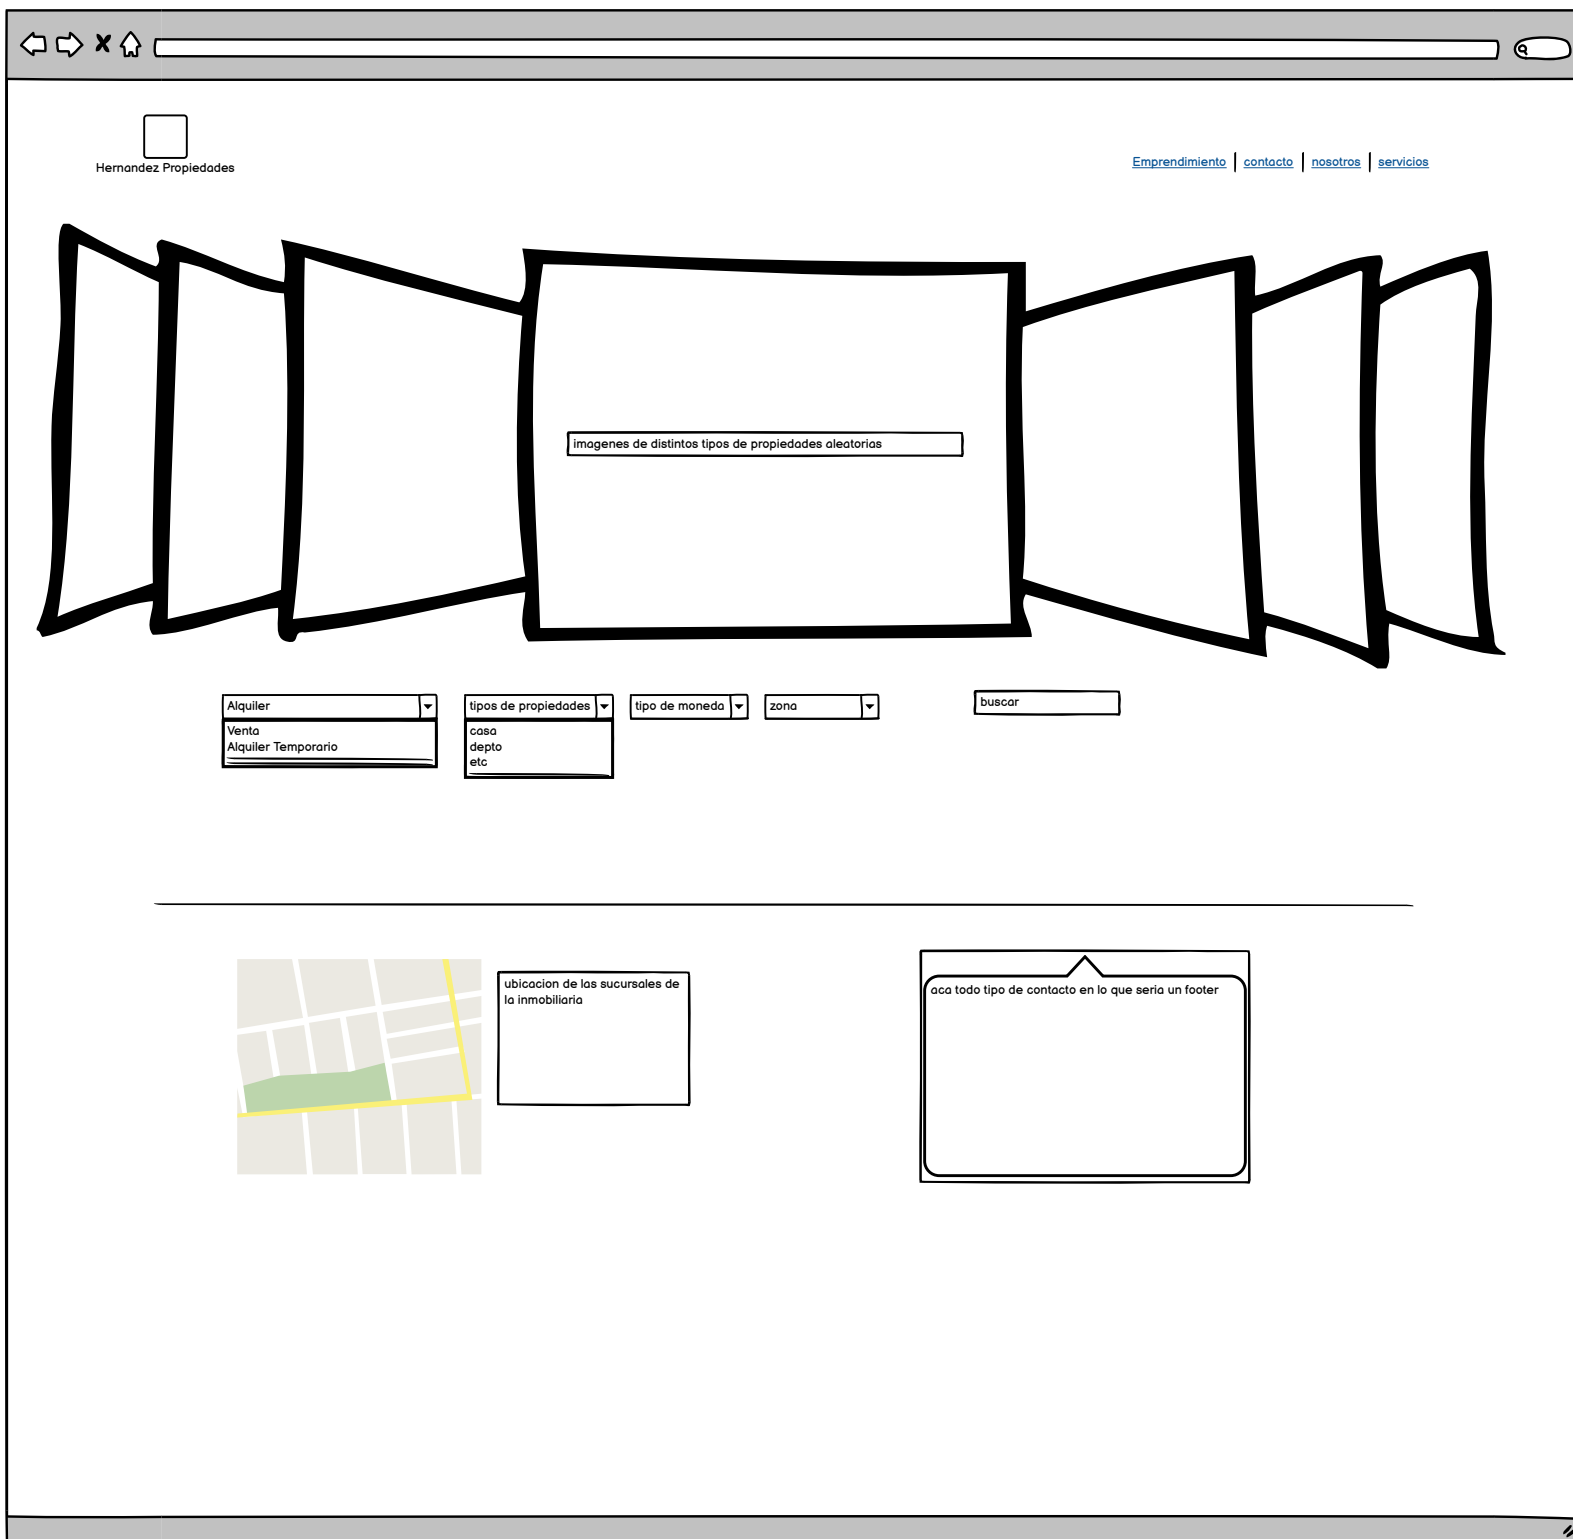 Hernandez Propiedades
Emprendimiento contacto nosotros servicios
imagenes de distintos tipos de propiedades aleatorias
Alquiler
Venta
Alquiler Temporario
tipos de propiedades
casa
depto
etc
tipo de moneda
zona
buscar
ubicacion de las sucursales de
la inmobiliaria
aca todo tipo de contacto en lo que seria un footer